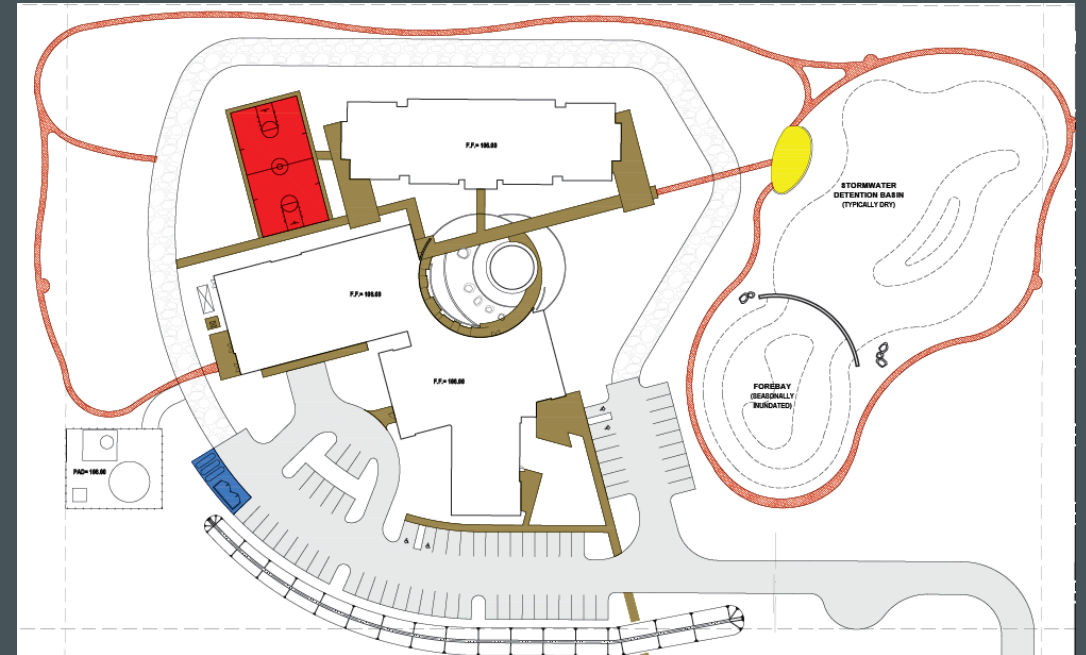 F.F.= 100.00
STORMWATER
DETENTION BASIN
(TYPICALLY DRY)
F.F.= 100.00
F.F.= 100.00
FOREBAY
(SEASONALLY
INUNDATED)
PAD= 100.00